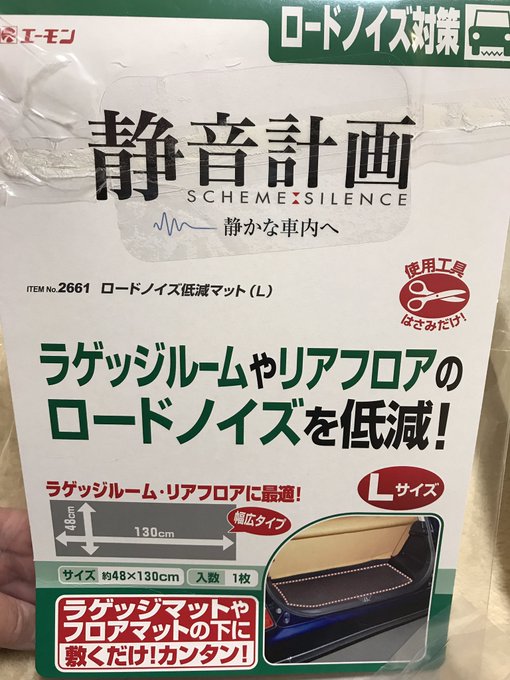 エーモン
ロードノイズ対策
静音計画
SCHEME:SILENCE
静かな車内へ
ITEM No.2661 ロードノイズ低減マット(L)
使用工具
はさみだけ!
ラゲッジルームやリアフロアの
ロードノイズを低減!
ラゲッジルーム・リアフロアに最適!
Lサイズ
48cm
130cm
幅広タイプ
サイズ 約48×130cm 入数 1枚
ラゲッジマットや
フロアマットの下に
敷くだけ!カンタン!